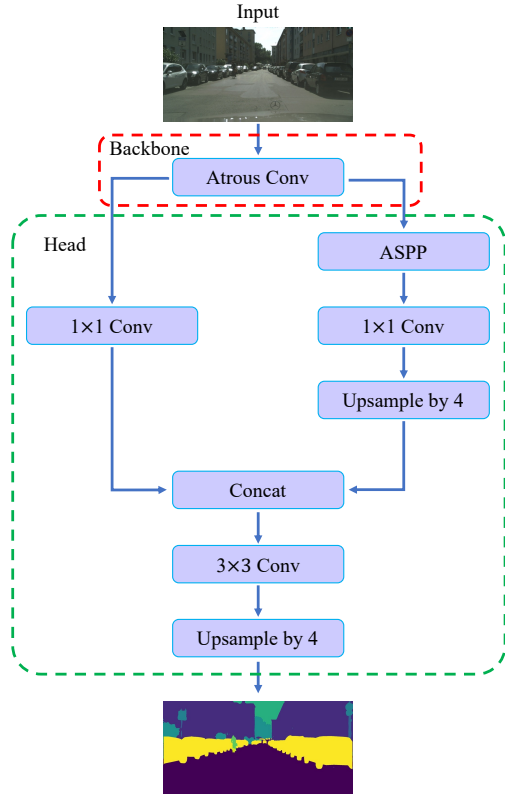 Input
Backbone
Atrous Conv
Head
ASPP
1×1 Conv
1×1 Conv
Upsample by 4
Concat
3×3 Conv
Upsample by 4